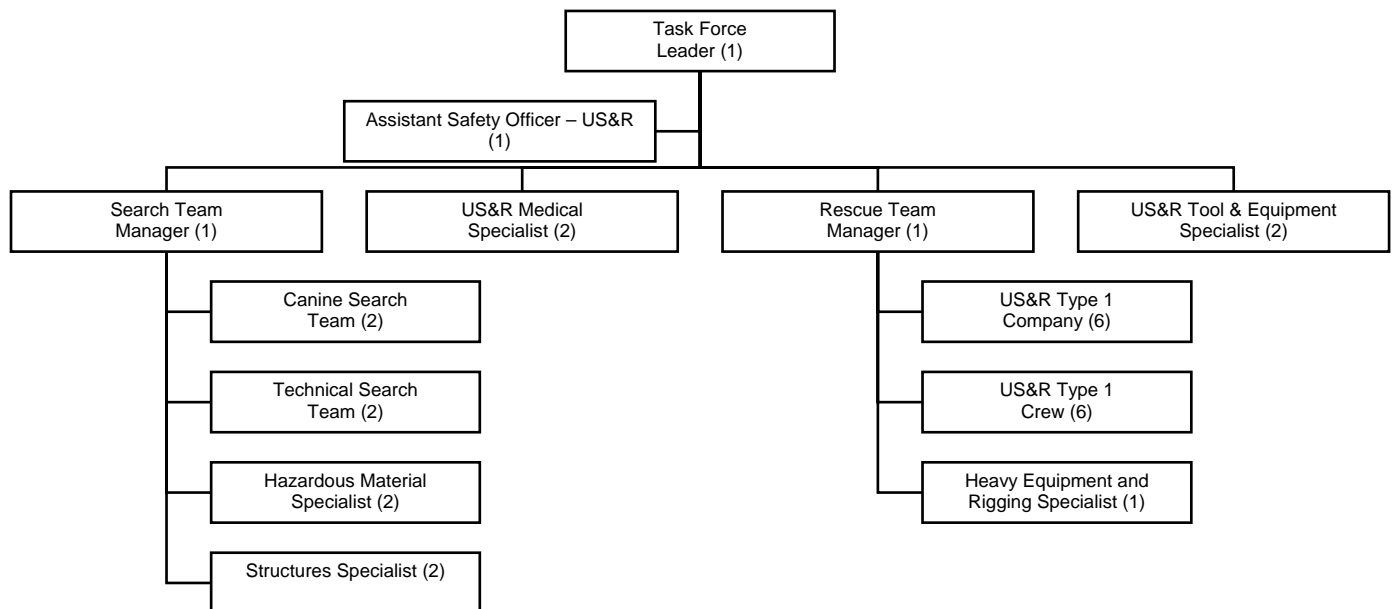 Task Force
Leader (1)
Assistant Safety Officer – US&R
(1)
Search Team
Manager (1)
US&R Medical
Specialist (2)
Rescue Team
Manager (1)
US&R Tool & Equipment
Specialist (2)
Canine Search
Team (2)
Technical Search
Team (2)
Hazardous Material
Specialist (2)
Structures Specialist (2)
US&R Type 1
Company (6)
US&R Type 1
Crew (6)
Heavy Equipment and
Rigging Specialist (1)